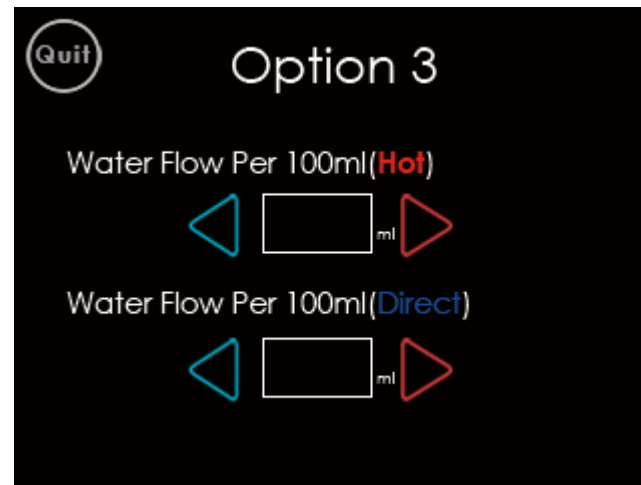 Quit
Option 3
Water Flow Per 100ml(Hot)
ml
Water Flow Per 100ml(Direct)
ml